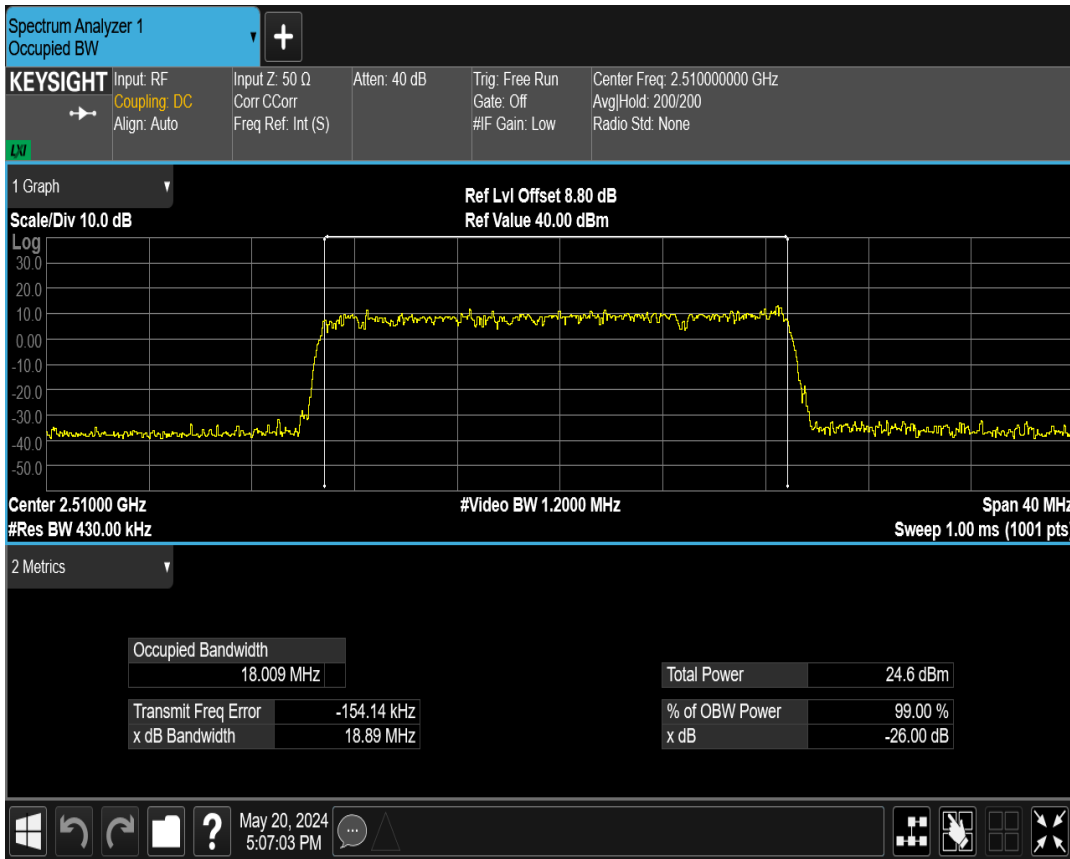 Spectrum Analyzer 1
Occupied BW
KEYSIGHT
LXI
Input: RF
Coupling: DC
Align: Auto
Input Z: 50 Ω
Corr CCorr
Freq Ref: Int (S)
Atten: 40 dB
Trig: Free Run
Gate: Off
#IF Gain: Low
Center Freq: 2.510000000 GHz
Avg|Hold: 200/200
Radio Std: None
1 Graph
Scale/Div 10.0 dB
Ref Lvl Offset 8.80 dB
Ref Value 40.00 dBm
Log
30.0
20.0
10.0
0.00
-10.0
-20.0
-30.0
-40.0
-50.0
Center 2.51000 GHz
#Video BW 1.2000 MHz
Span 40 MHz
#Res BW 430.00 kHz
Sweep 1.00 ms (1001 pts)
2 Metrics
Occupied Bandwidth
18.009 MHz
Transmit Freq Error -154.14 kHz
x dB Bandwidth 18.89 MHz
Total Power 24.6 dBm
% of OBW Power 99.00 %
x dB -26.00 dB
May 20, 2024
5:07:03 PM